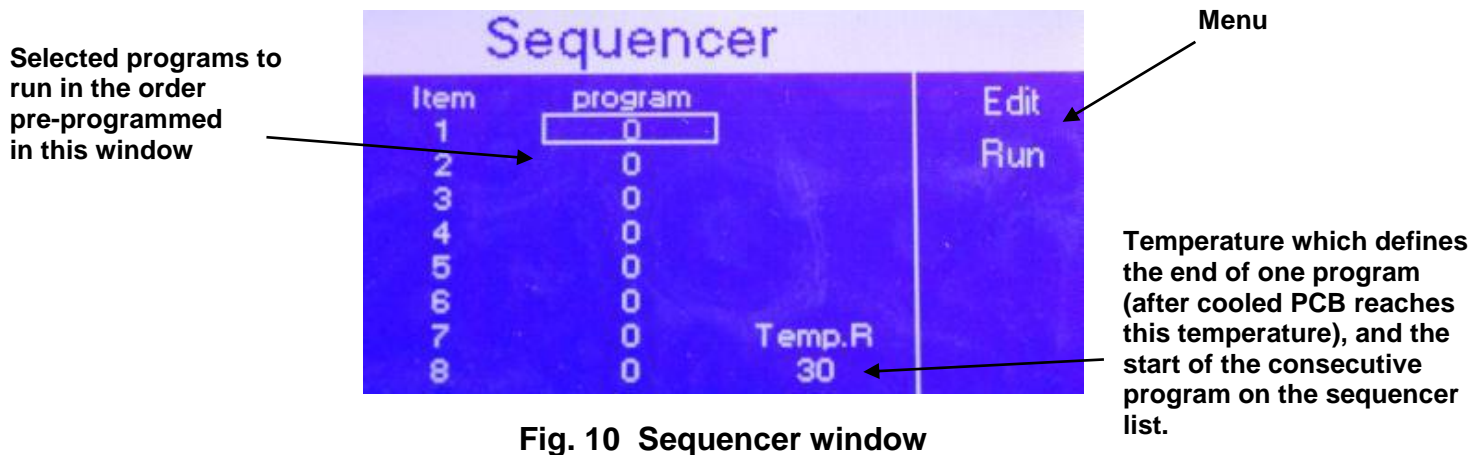 Selected programs to
run in the order
pre-programmed
in this window
Sequencer
Item program
1 0
2 0
3 0
4 0
5 0
6 0
7 0 Temp.R
8 0 30
Edit
Run
Menu
Temperature which defines
the end of one program
(after cooled PCB reaches
this temperature), and the
start of the consecutive
program on the sequencer
list.
Fig. 10 Sequencer window